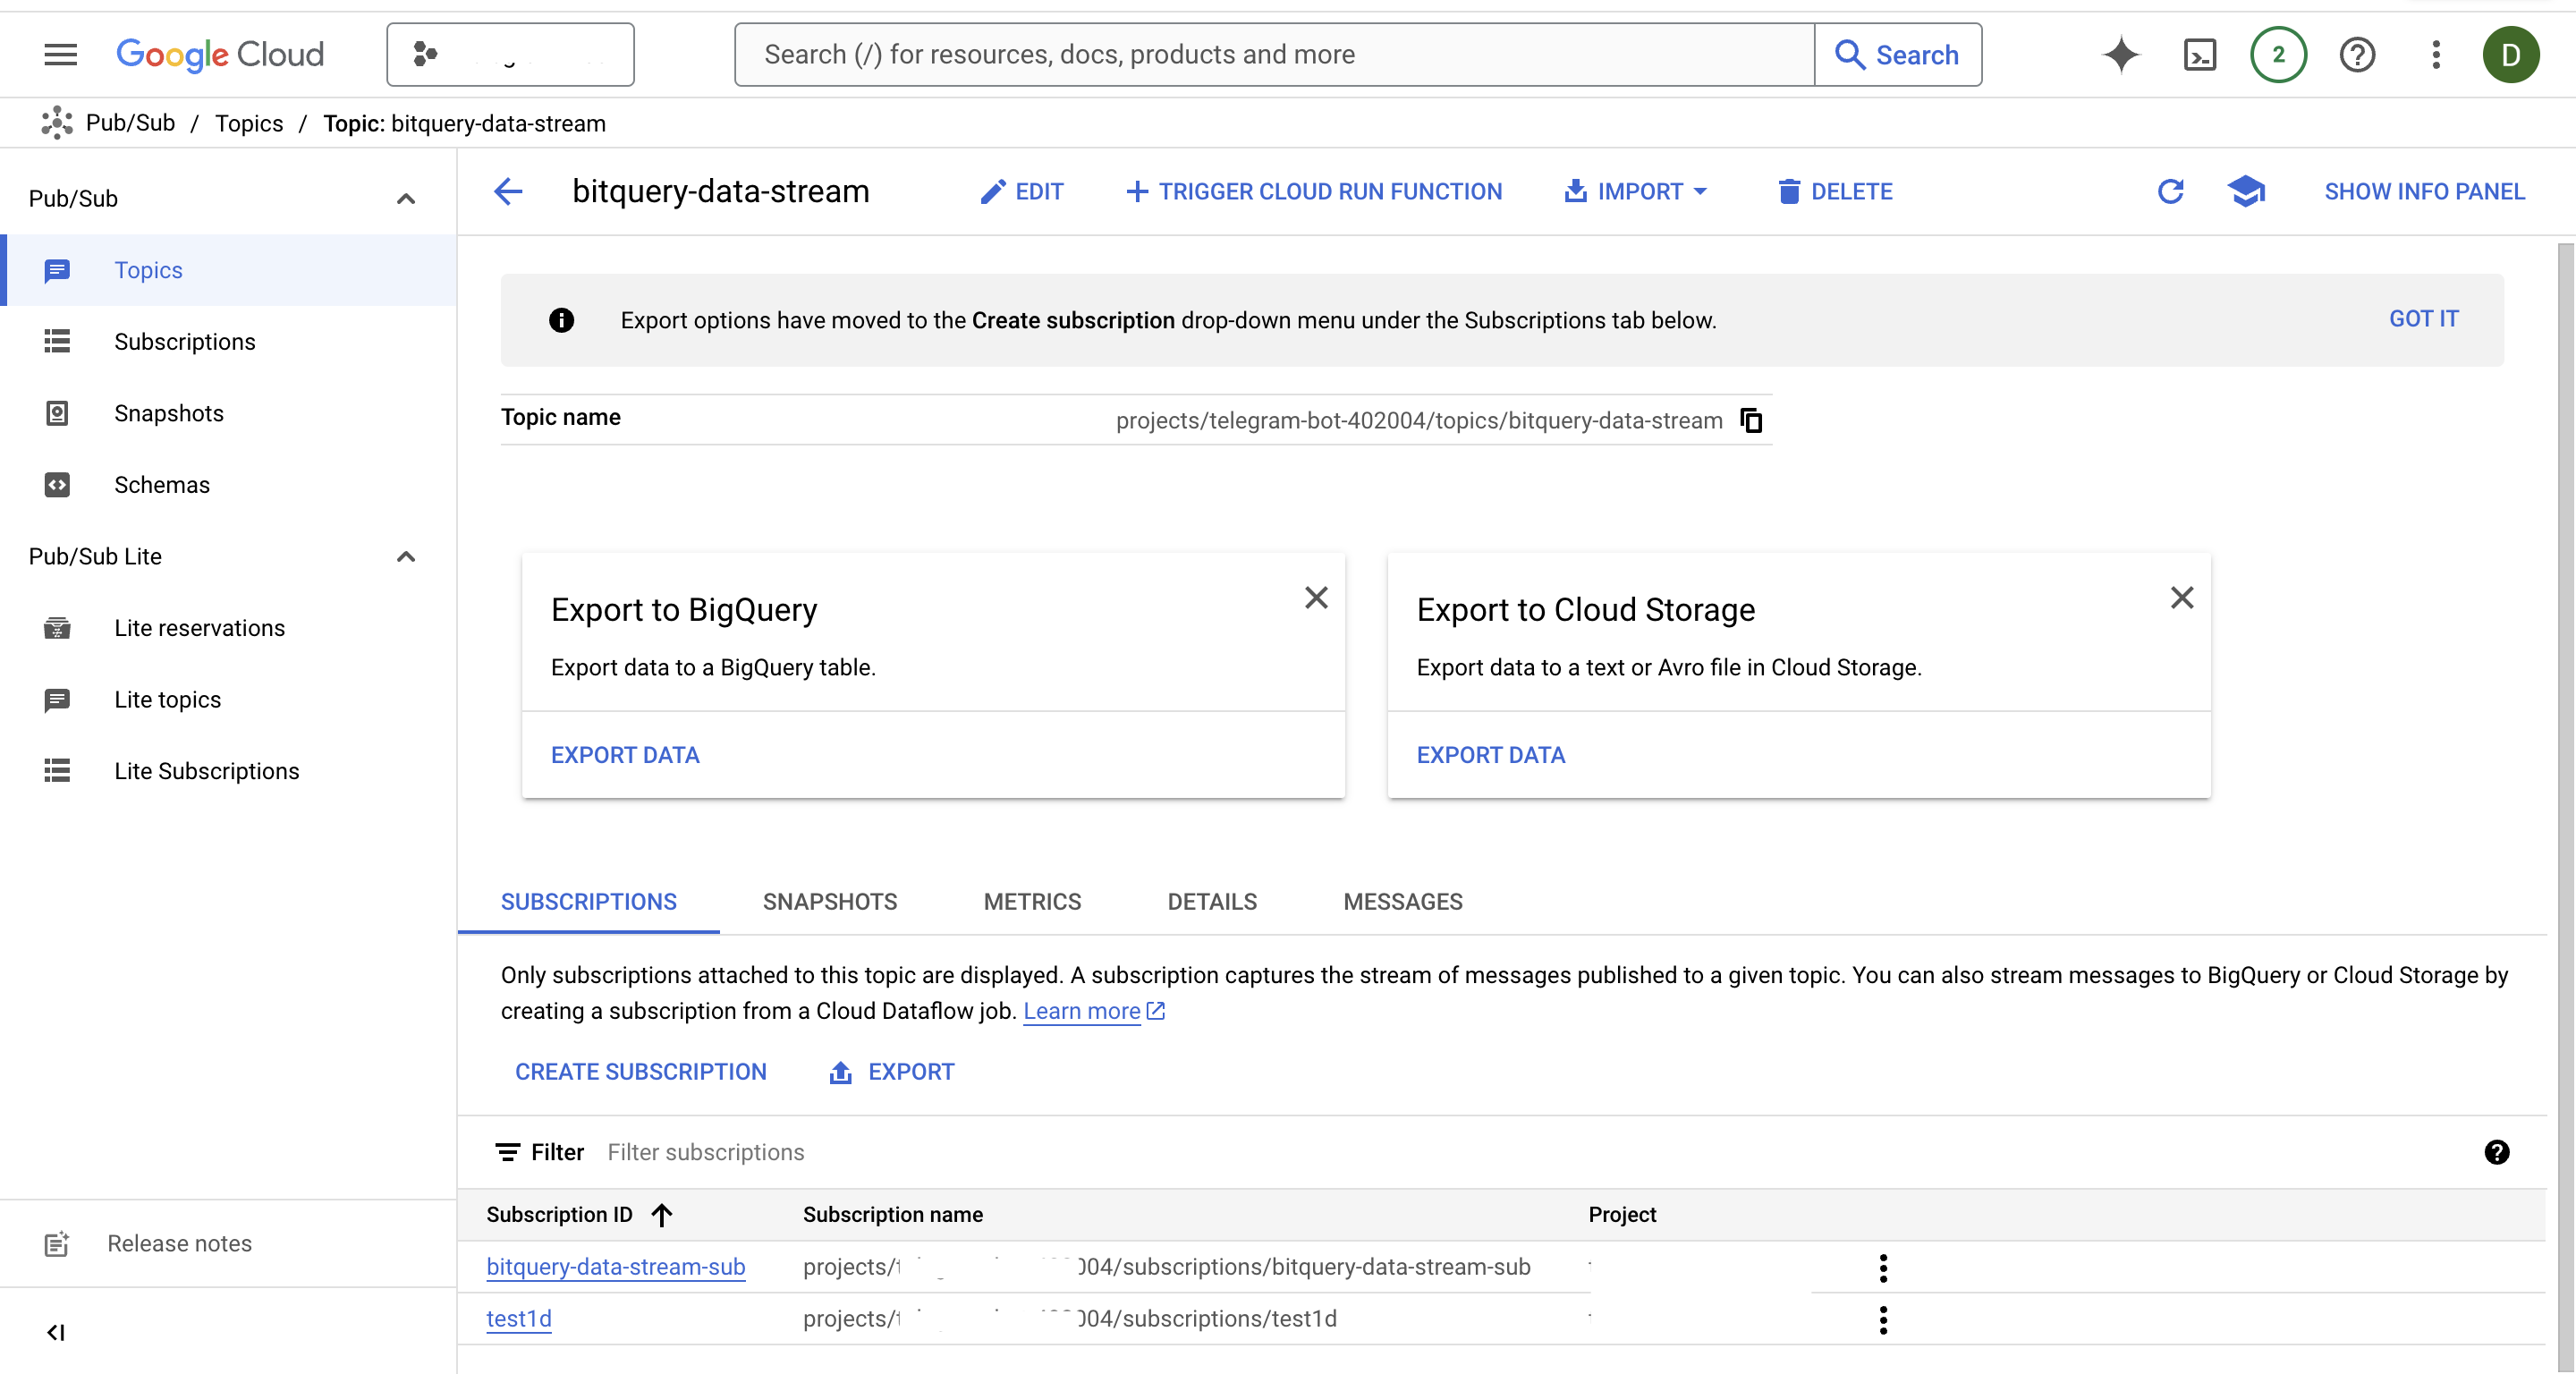 Google Cloud
Search (/) for resources, docs, products and more
Search
2
D
Pub/Sub / Topics / Topic: bitquery-data-stream
Pub/Sub
Topics
Subscriptions
Snapshots
Schemas
Pub/Sub Lite
Lite reservations
Lite topics
Lite Subscriptions
Release notes
bitquery-data-stream
EDIT
TRIGGER CLOUD RUN FUNCTION
IMPORT
DELETE
SHOW INFO PANEL
Export options have moved to the Create subscription drop-down menu under the Subscriptions tab below.
GOT IT
Topic name
projects/telegram-bot-402004/topics/bitquery-data-stream
Export to BigQuery
Export data to a BigQuery table.
EXPORT DATA
Export to Cloud Storage
Export data to a text or Avro file in Cloud Storage.
EXPORT DATA
SUBSCRIPTIONS SNAPSHOTS METRICS DETAILS MESSAGES
Only subscriptions attached to this topic are displayed. A subscription captures the stream of messages published to a given topic. You can also stream messages to BigQuery or Cloud Storage by
creating a subscription from a Cloud Dataflow job. Learn more
CREATE SUBSCRIPTION EXPORT
Filter Filter subscriptions
Subscription ID Subscription name Project
bitquery-data-stream-sub projects/ 004/subscriptions/bitquery-data-stream-sub
test1d projects/ 004/subscriptions/test1d